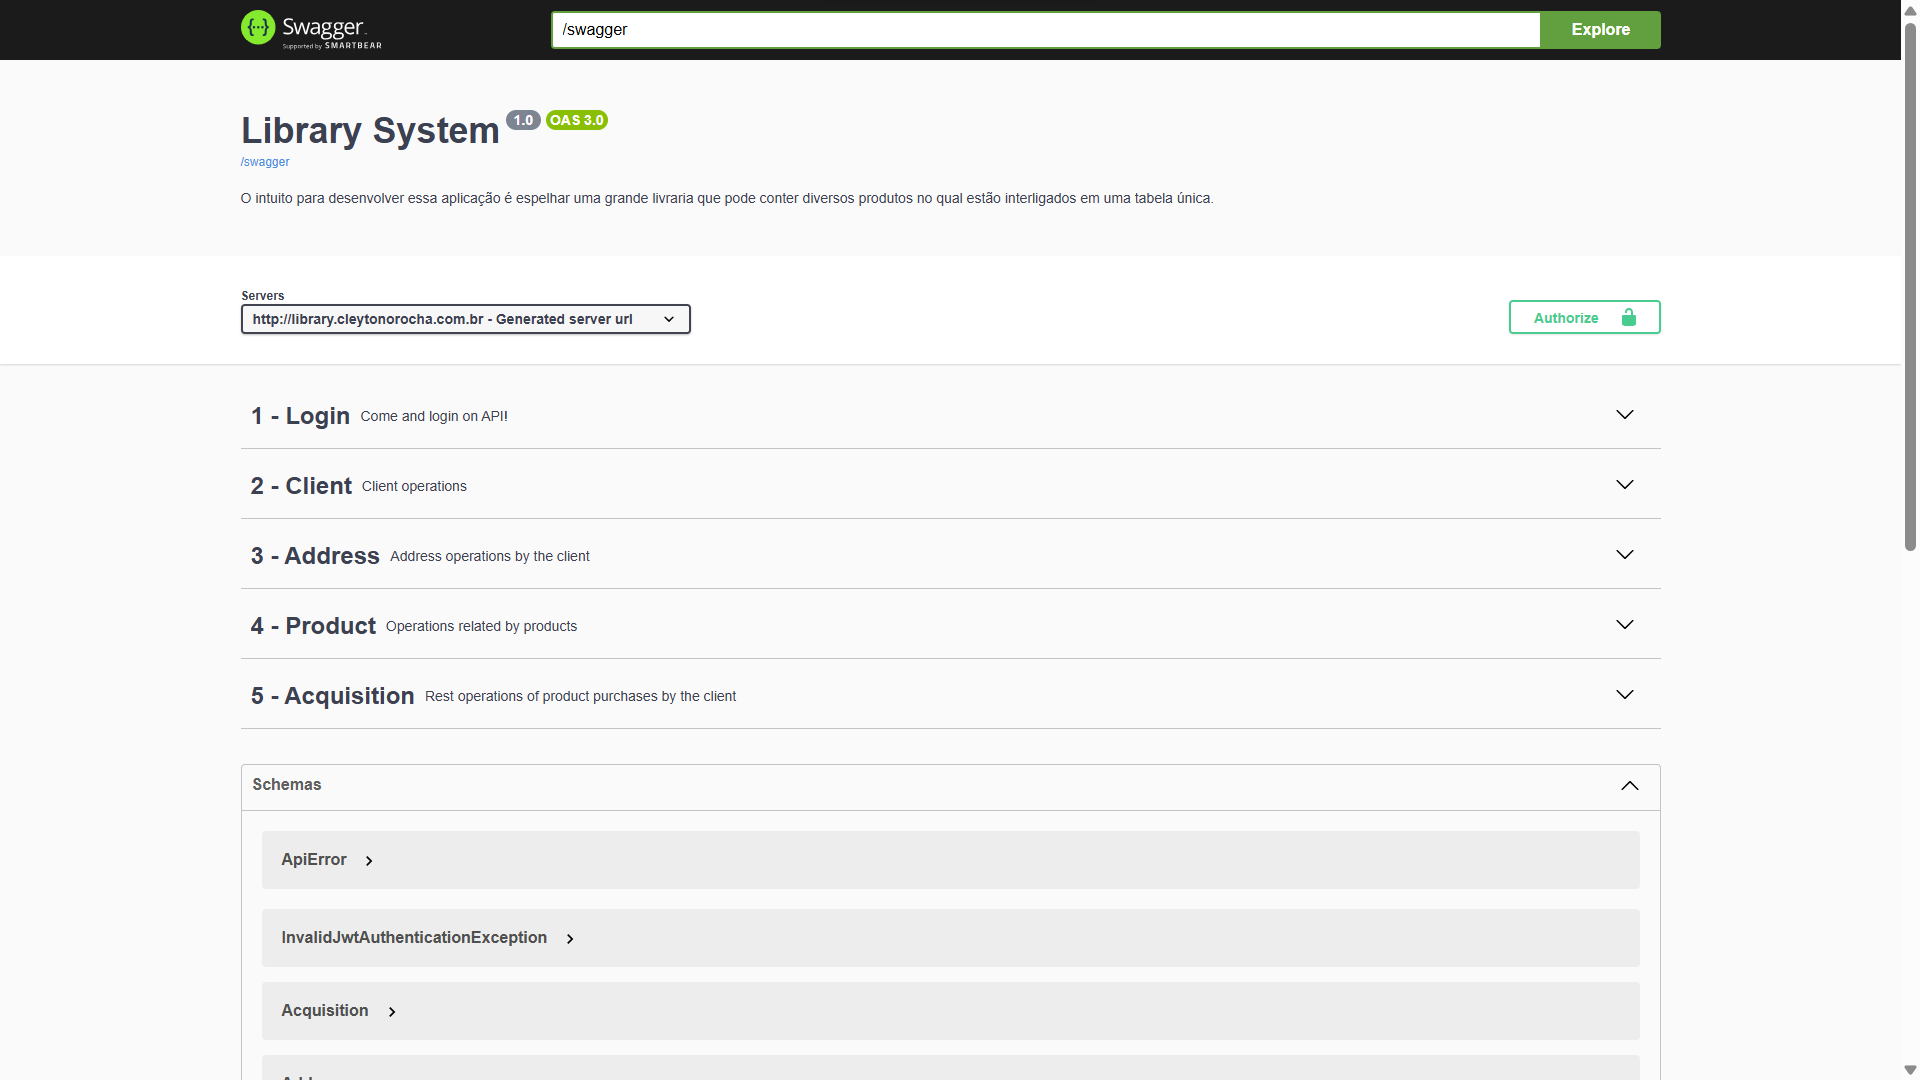 Swagger
Supported by SMARTBEAR
/swagger
Explore
Library System 1.0 OAS 3.0
/swagger
O intuito para desenvolver essa aplicação é espelhar uma grande livraria que pode conter diversos produtos no qual estão interligados em uma tabela única.
Servers
http://library.cleytonorocha.com.br - Generated server url
Authorize
1 - Login Come and login on API!
2 - Client Client operations
3 - Address Address operations by the client
4 - Product Operations related by products
5 - Acquisition Rest operations of product purchases by the client
Schemas
ApiError
InvalidJwtAuthenticationException
Acquisition